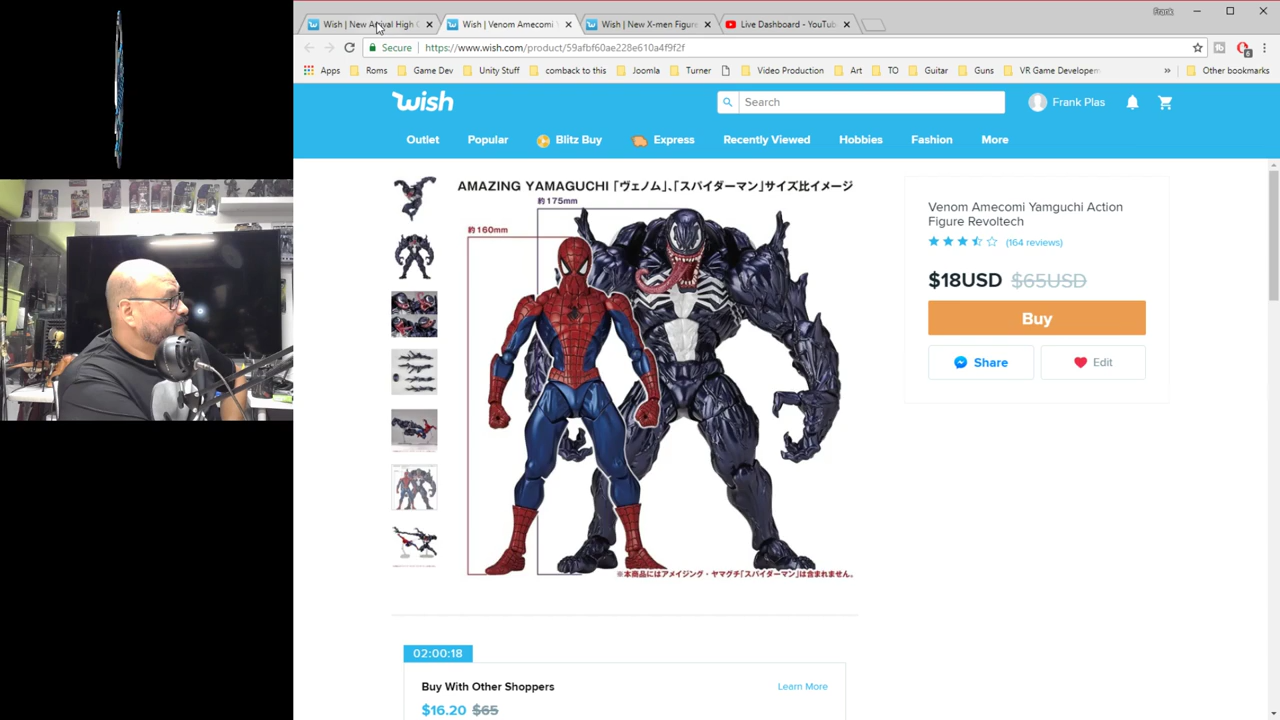 Frank
Wish | New Arrival High C
Wish | Venom Amecomi Y
Wish | New X-men Figure
Live Dashboard - YouTub
Secure
https://www.wish.com/product/59afbf60ae228e610a4f9f2f
6
Apps
Roms
Game Dev
Unity Stuff
comback to this
Joomla
Turner
Video Production
Art
TO
Guitar
Guns
VR Game Developem
»
Other bookmarks
wish
Search
Frank Plas
Outlet
Popular
Blitz Buy
Express
Recently Viewed
Hobbies
Fashion
More
AMAZING YAMAGUCHI「ヴェノム」、「スパイダーマン」サイズ比イメージ
約175mm
約160mm
※本商品にはアメイジング・ヤマグチ「スパイダーマン」は含まれません。
Venom Amecomi Yamguchi Action
Figure Revoltech
(164 reviews)
$18USD $65USD
Buy
Share
Edit
02:00:18
Buy With Other Shoppers
Learn More
$16.20 $65